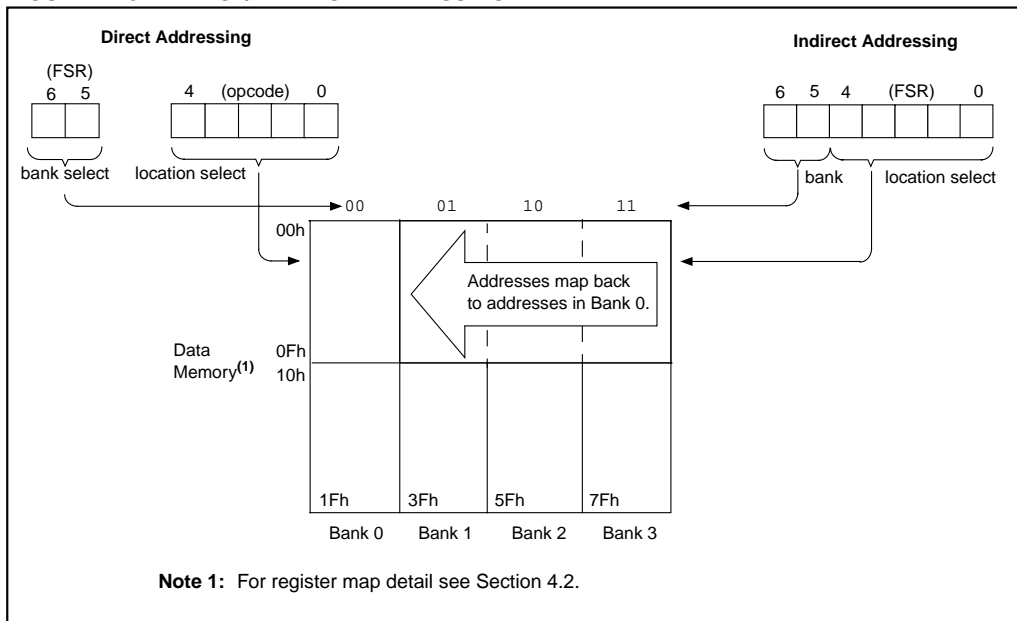 Direct Addressing
Indirect Addressing
(FSR)
6 5
4 (opcode) 0
6 5 4 (FSR) 0
bank select
location select
bank
location select
00 01 10 11
00h
Addresses map back
to addresses in Bank 0.
Data
Memory(1)
0Fh
10h
1Fh 3Fh 5Fh 7Fh
Bank 0 Bank 1 Bank 2 Bank 3
Note 1: For register map detail see Section 4.2.